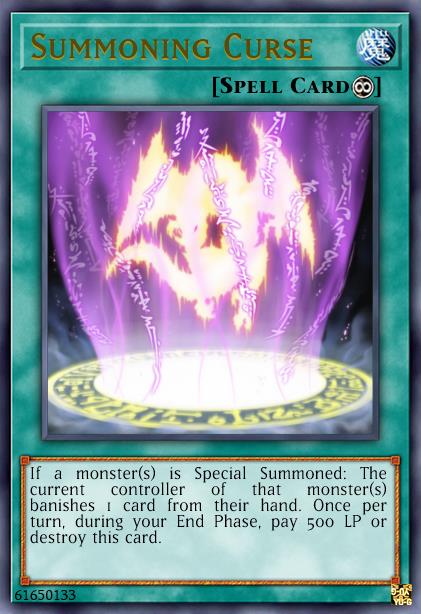 SUMMONING CURSE
魔
[SPELL CARD]
If a monster(s) is Special Summoned: The
current controller of that monster(s)
banishes 1 card from their hand. Once per
turn, during your End Phase, pay 500 LP or
destroy this card.
61650133